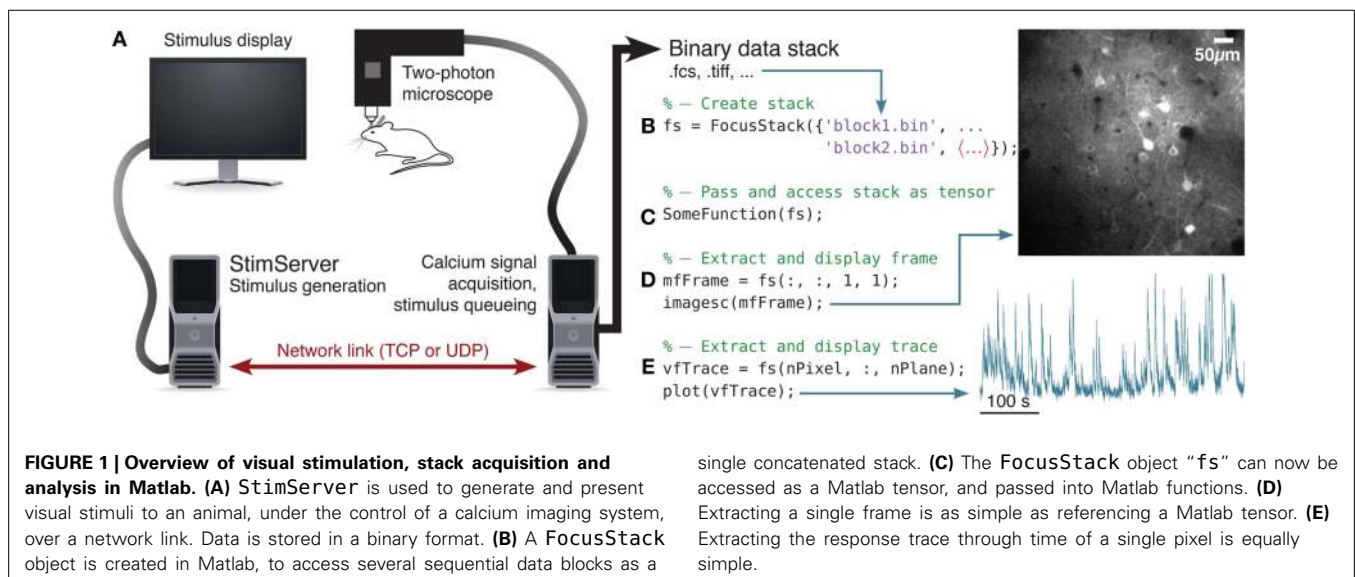 A
Stimulus display
Two-photon
microscope
StimServer
Stimulus generation
Calcium signal
acquisition,
stimulus queueing
Network link (TCP or UDP)
Binary data stack
.fcs, .tiff, ...
% — Create stack
B fs = FocusStack({'block1.bin', ...
'block2.bin', ⟨...⟩});
% — Pass and access stack as tensor
C SomeFunction(fs);
% — Extract and display frame
D mfFrame = fs(:, :, 1, 1);
imagesc(mfFrame);
% — Extract and display trace
E vfTrace = fs(nPixel, :, nPlane);
plot(vfTrace);
50µm
100 s
FIGURE 1 | Overview of visual stimulation, stack acquisition and
analysis in Matlab. (A) StimServer is used to generate and present
visual stimuli to an animal, under the control of a calcium imaging system,
over a network link. Data is stored in a binary format. (B) A FocusStack
object is created in Matlab, to access several sequential data blocks as a
single concatenated stack. (C) The FocusStack object "fs" can now be
accessed as a Matlab tensor, and passed into Matlab functions. (D)
Extracting a single frame is as simple as referencing a Matlab tensor. (E)
Extracting the response trace through time of a single pixel is equally
simple.